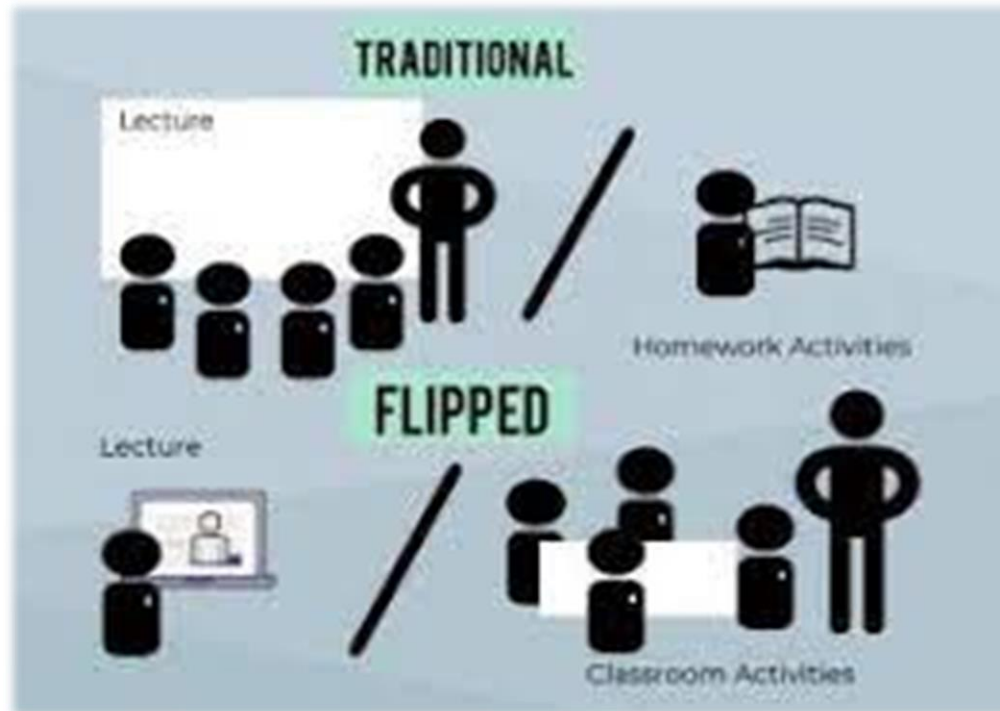 TRADITIONAL
Lecture
Homework Activities
FLIPPED
Lecture
Classroom Activities